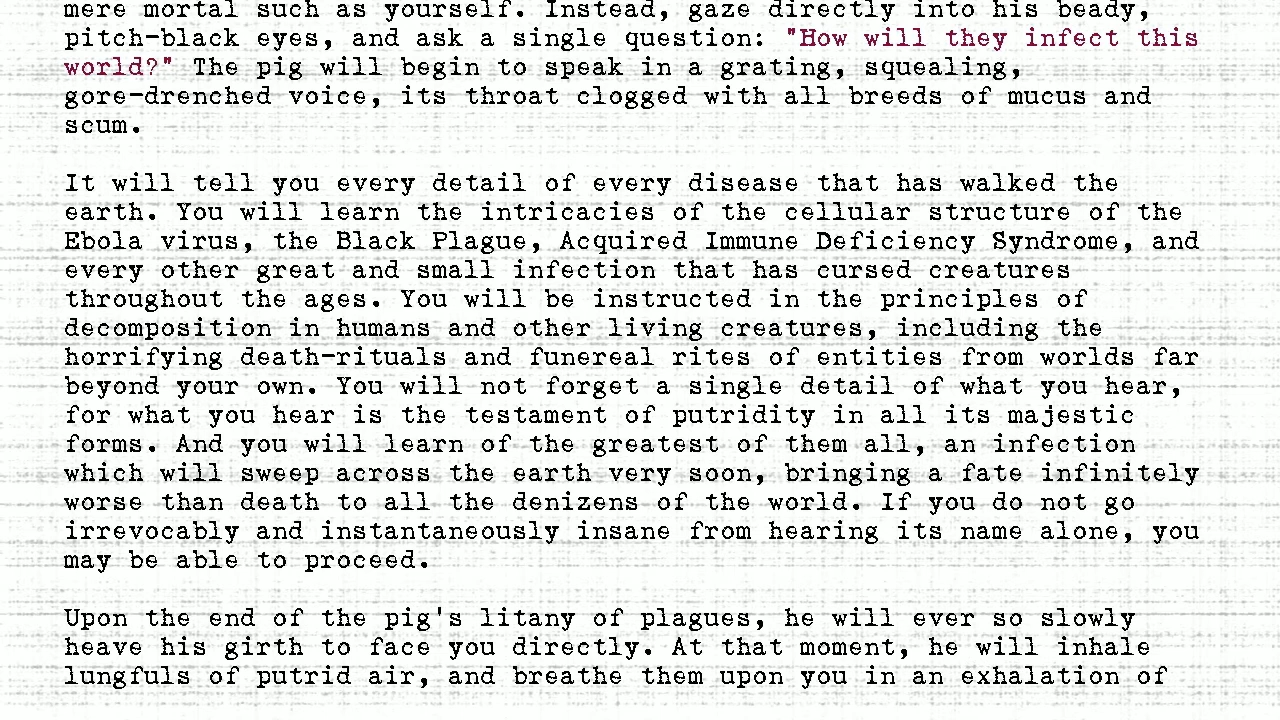 mere mortal such as yourself. Instead, gaze directly into his beady,
pitch-black eyes, and ask a single question: "How will they infect this
world?" The pig will begin to speak in a grating, squealing,
gore-drenched voice, its throat clogged with all breeds of mucus and
scum.
It will tell you every detail of every disease that has walked the
earth. You will learn the intricacies of the cellular structure of the
Ebola virus, the Black Plague, Acquired Immune Deficiency Syndrome, and
every other great and small infection that has cursed creatures
throughout the ages. You will be instructed in the principles of
decomposition in humans and other living creatures, including the
horrifying death-rituals and funereal rites of entities from worlds far
beyond your own. You will not forget a single detail of what you hear,
for what you hear is the testament of putridity in all its majestic
forms. And you will learn of the greatest of them all, an infection
which will sweep across the earth very soon, bringing a fate infinitely
worse than death to all the denizens of the world. If you do not go
irrevocably and instantaneously insane from hearing its name alone, you
may be able to proceed.
Upon the end of the pig's litany of plagues, he will ever so slowly
heave his girth to face you directly. At that moment, he will inhale
lungfuls of putrid air, and breathe them upon you in an exhalation of